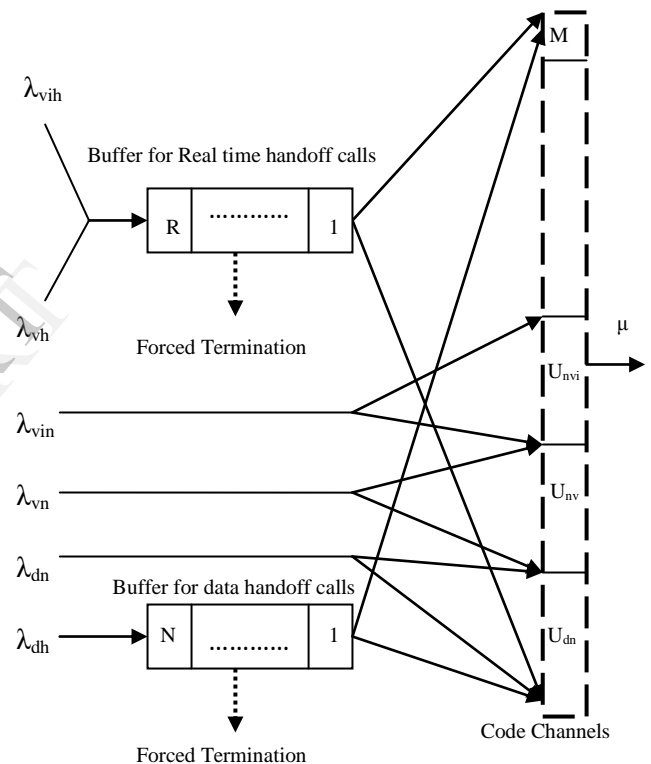 M
λvih
Buffer for Real time handoff calls
R ………… 1
λvh
Forced Termination
μ
Unvi
λvin
Unv
λvn
λdn
Buffer for data handoff calls
λdh
N ………… 1
Udn
Code Channels
Forced Termination